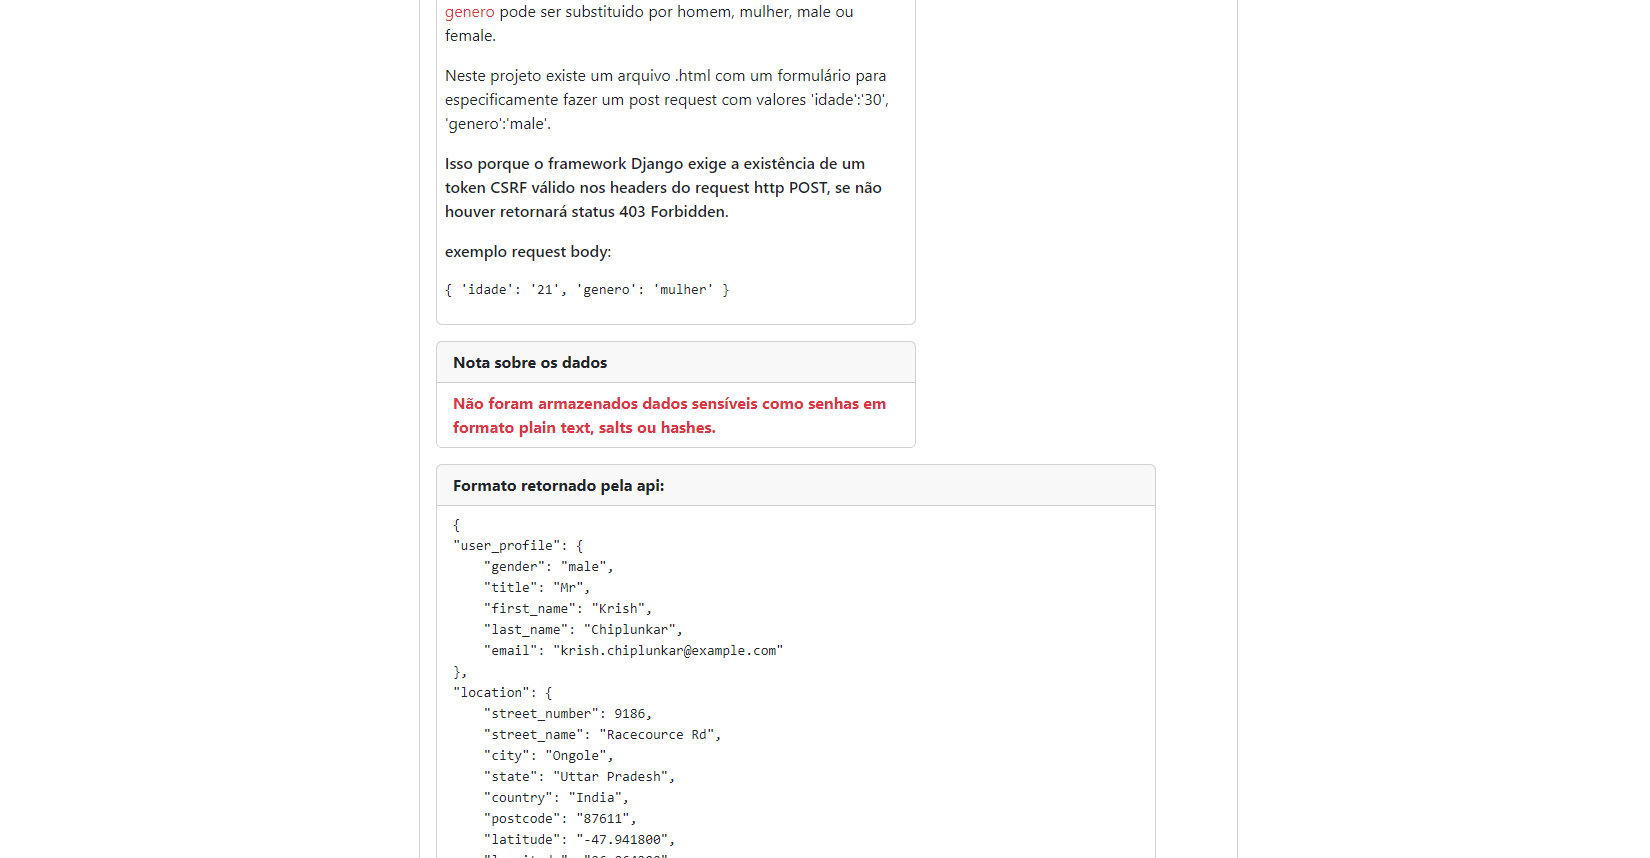 genero pode ser substituido por homem, mulher, male ou
female.
Neste projeto existe um arquivo .html com um formulário para
especificamente fazer um post request com valores 'idade':'30',
'genero':'male'.
Isso porque o framework Django exige a existência de um
token CSRF válido nos headers do request http POST, se não
houver retornará status 403 Forbidden.
exemplo request body:
{ 'idade': '21', 'genero': 'mulher' }
Nota sobre os dados
Não foram armazenados dados sensíveis como senhas em
formato plain text, salts ou hashes.
Formato retornado pela api:
{
"user_profile": {
"gender": "male",
"title": "Mr",
"first_name": "Krish",
"last_name": "Chiplunkar",
"email": "krish.chiplunkar@example.com"
},
"location": {
"street_number": 9186,
"street_name": "Racecource Rd",
"city": "Ongole",
"state": "Uttar Pradesh",
"country": "India",
"postcode": "87611",
"latitude": "-47.941800",